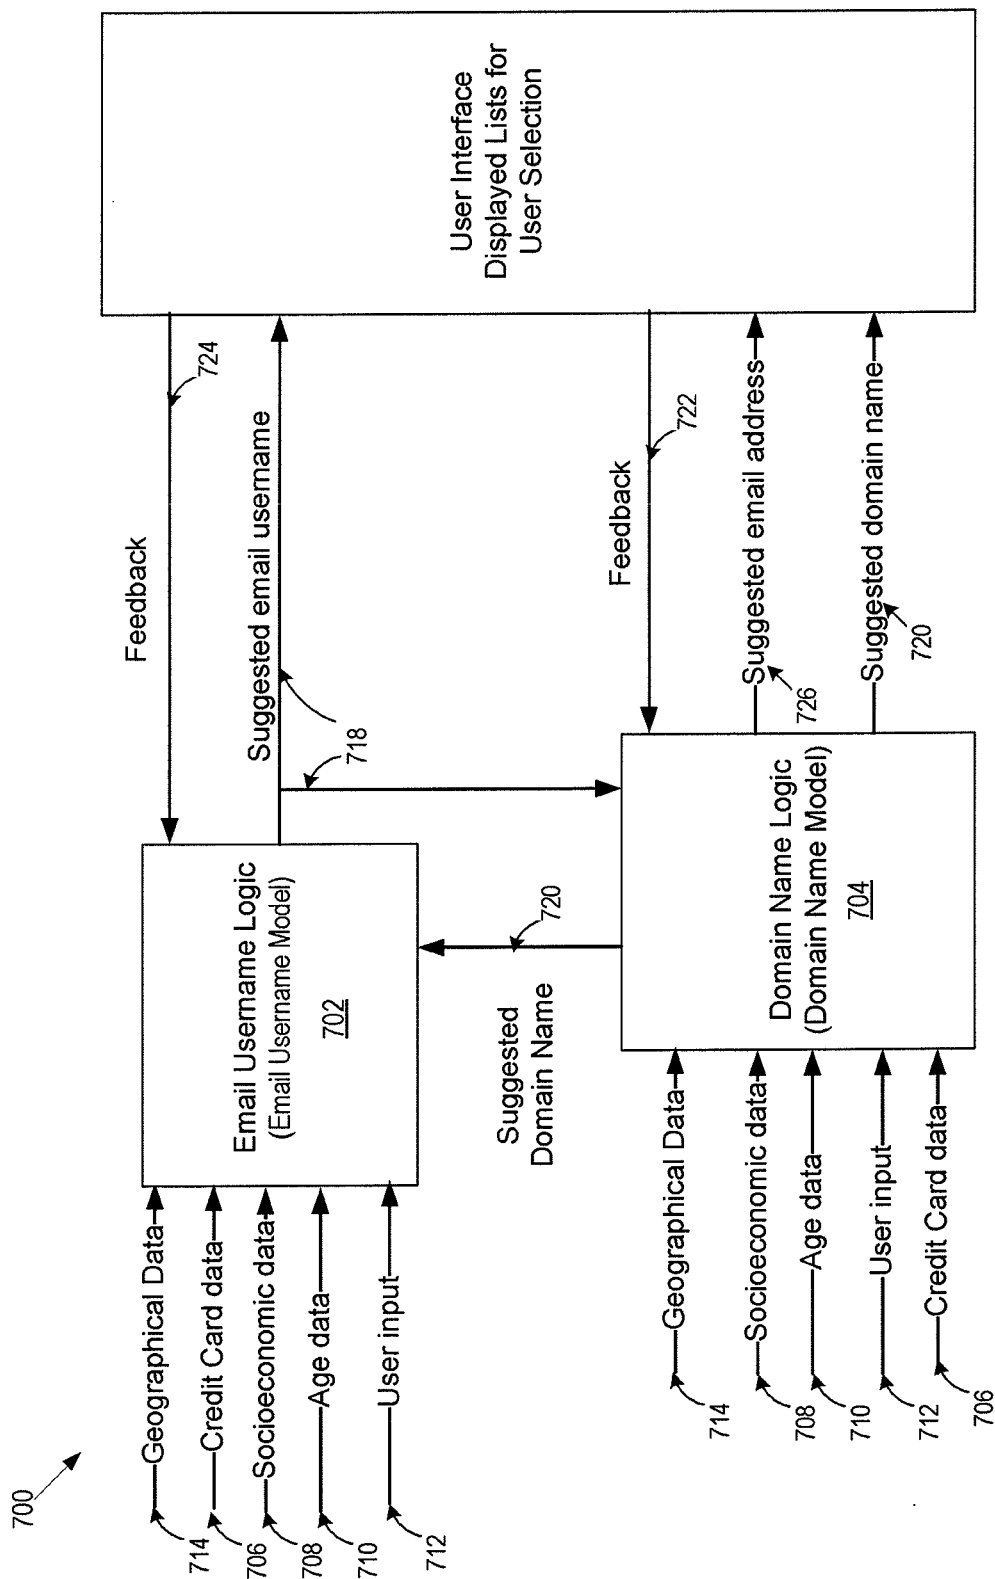 700
Geographical Data
714
Credit Card data
706
Socioeconomic data
708
Age data
710
User input
712
Email Username Logic
(Email Username Model)
702
Feedback
724
Suggested email username
718
Suggested
Domain Name
720
Geographical Data
714
Socioeconomic data
708
Age data
710
User input
712
Credit Card data
706
Domain Name Logic
(Domain Name Model)
704
Feedback
722
Suggested email address
726
Suggested domain name
720
User Interface
Displayed Lists for
User Selection